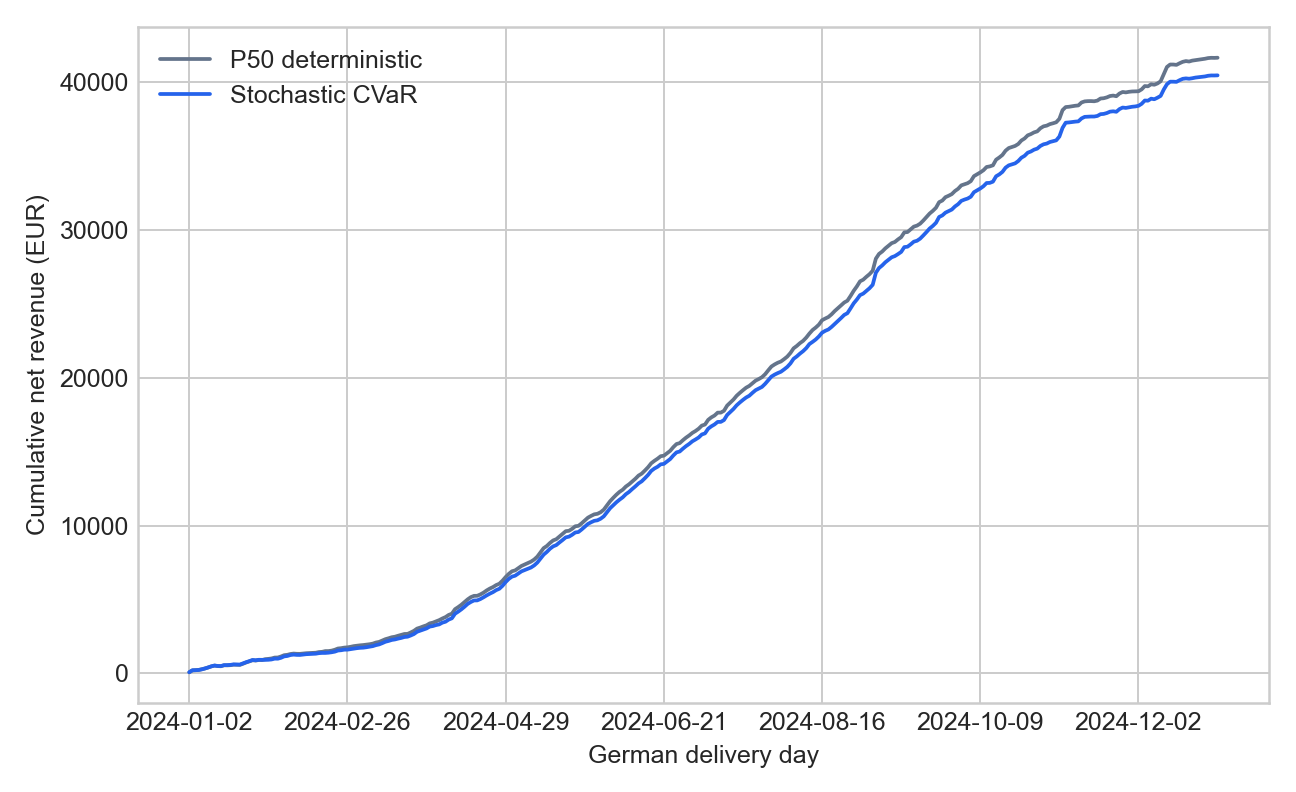 P50 deterministic
Stochastic CVaR
Cumulative net revenue (EUR)
40000
30000
20000
10000
0
2024-01-02 2024-02-26 2024-04-29 2024-06-21 2024-08-16 2024-10-09 2024-12-02
German delivery day